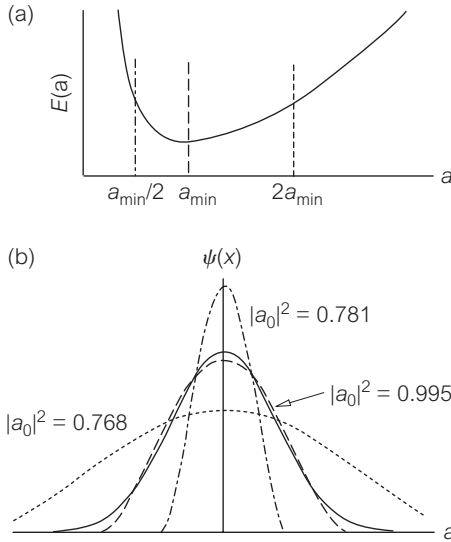 (a)
E(a)
a
a_min/2 a_min 2a_min
(b)
ψ(x)
|a_0|^2 = 0.781
|a_0|^2 = 0.995
|a_0|^2 = 0.768
a